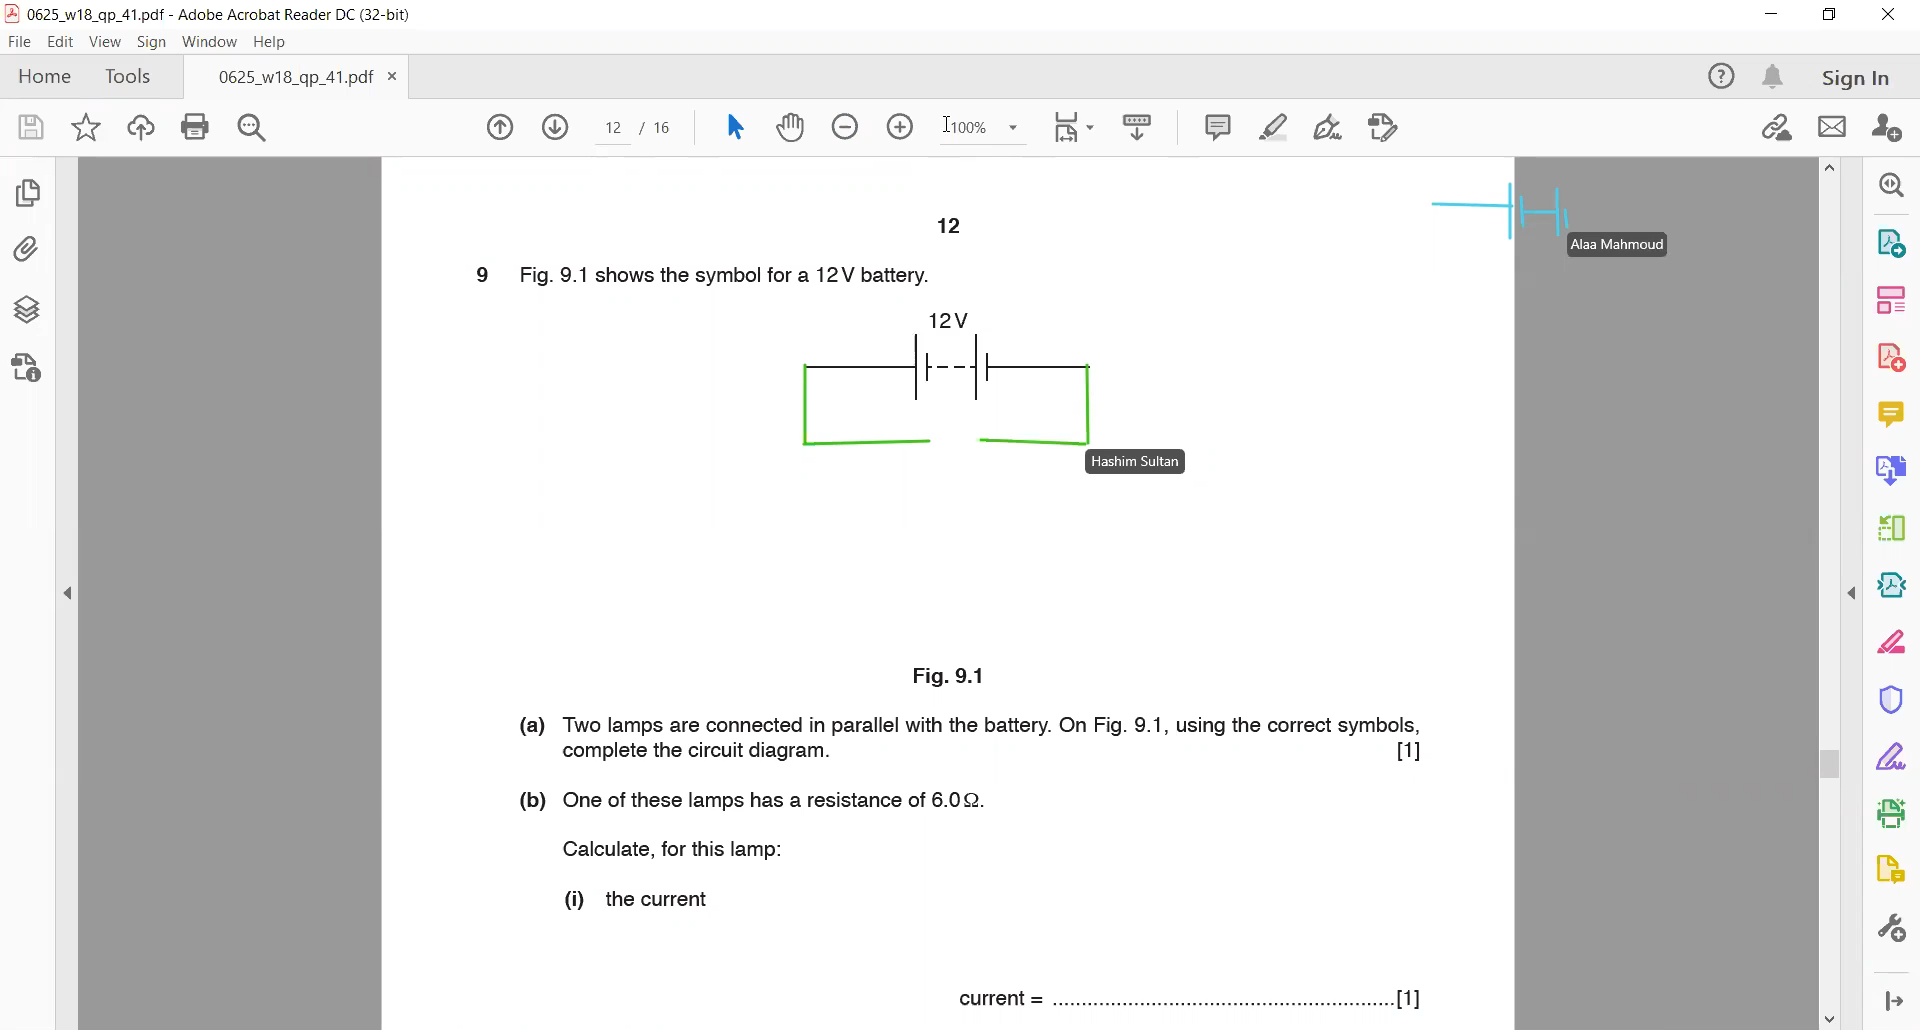 0625_w18_qp_41.pdf - Adobe Acrobat Reader DC (32-bit)
File Edit View Sign Window Help
Home Tools 0625_w18_qp_41.pdf × Sign In
12 / 16 100%
12
Alaa Mahmoud
9 Fig. 9.1 shows the symbol for a 12 V battery.
12 V
Hashim Sultan
Fig. 9.1
(a) Two lamps are connected in parallel with the battery. On Fig. 9.1, using the correct symbols,
complete the circuit diagram. [1]
(b) One of these lamps has a resistance of 6.0 Ω.
Calculate, for this lamp:
(i) the current
current = ........................................................... [1]